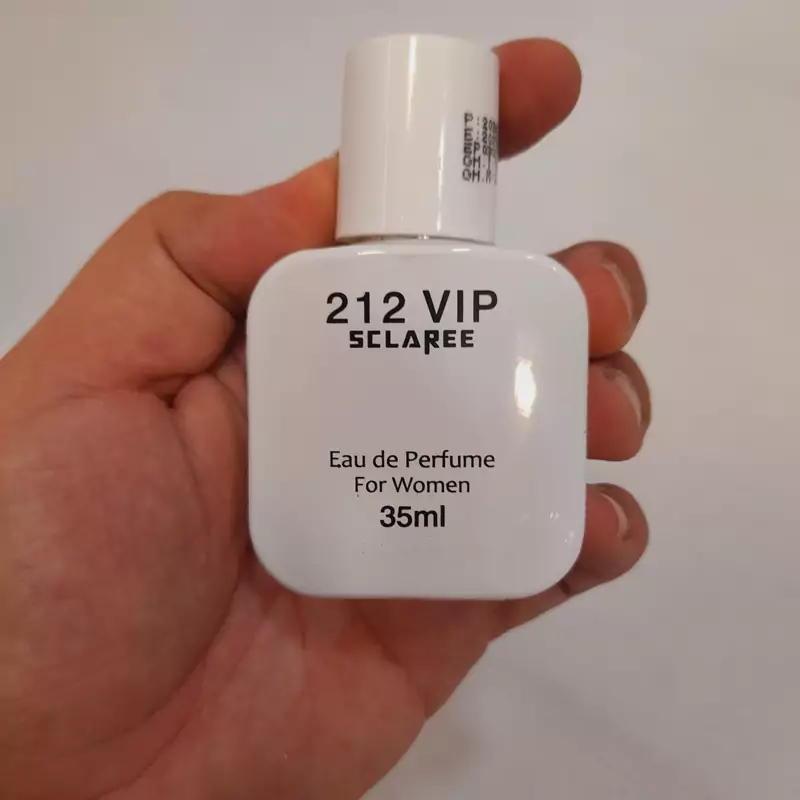 212 VIP
SCLAREE
Eau de Perfume
For Women
35ml